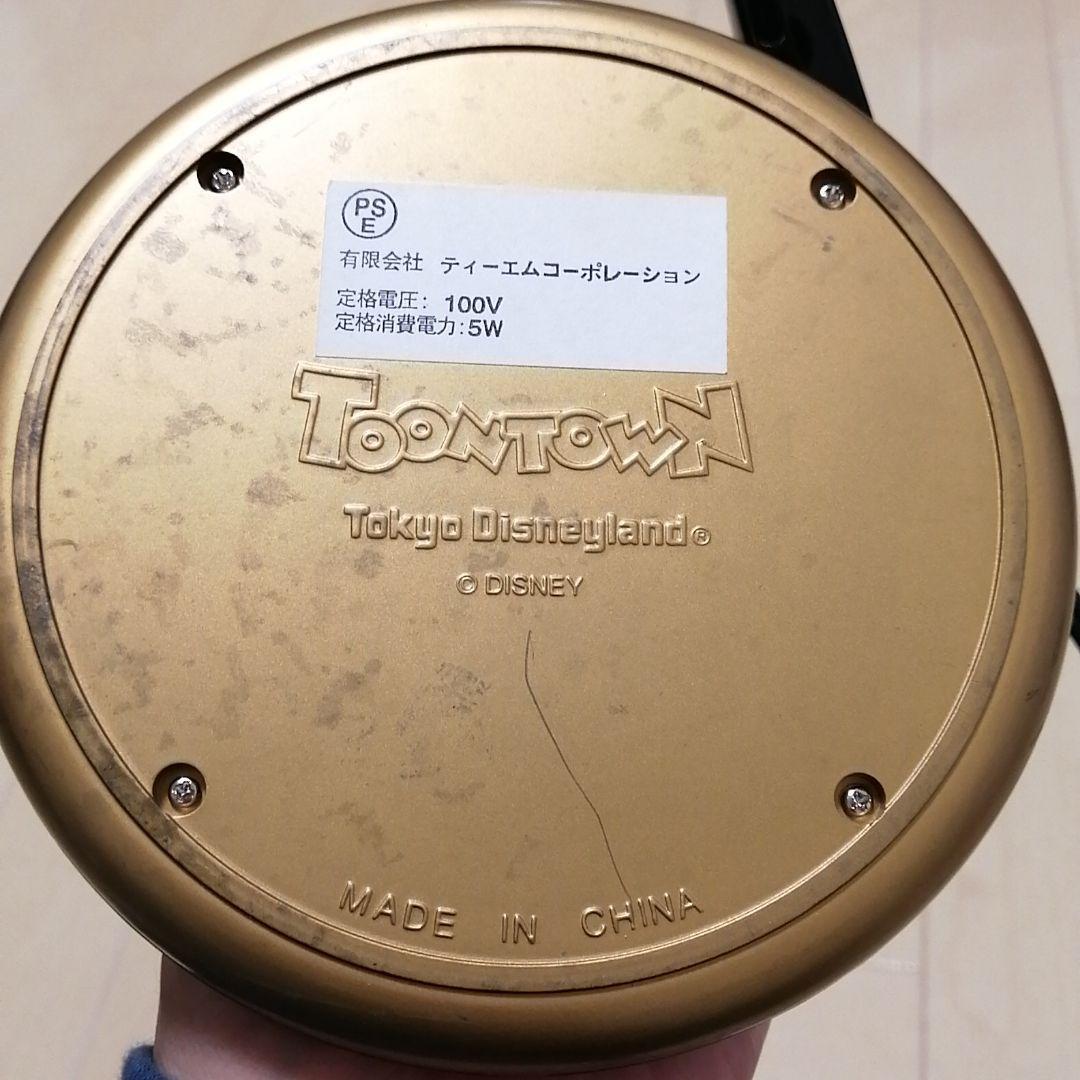 PS
E
有限会社 ティーエムコーポレーション
定格電圧: 100V
定格消費電力:5W
TOONTOWN
Tokyo Disneyland®
© DISNEY
MADE IN CHINA